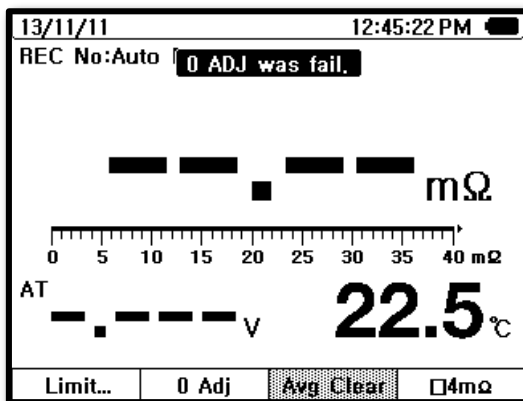 13/11/11 12:45:22 PM
REC No:Auto
0 ADJ was fail.
--.-- mΩ
0 5 10 15 20 25 30 35 40 mΩ
AT
-.--- V 22.5 ℃
Limit... 0 Adj Avg Clear □4mΩ